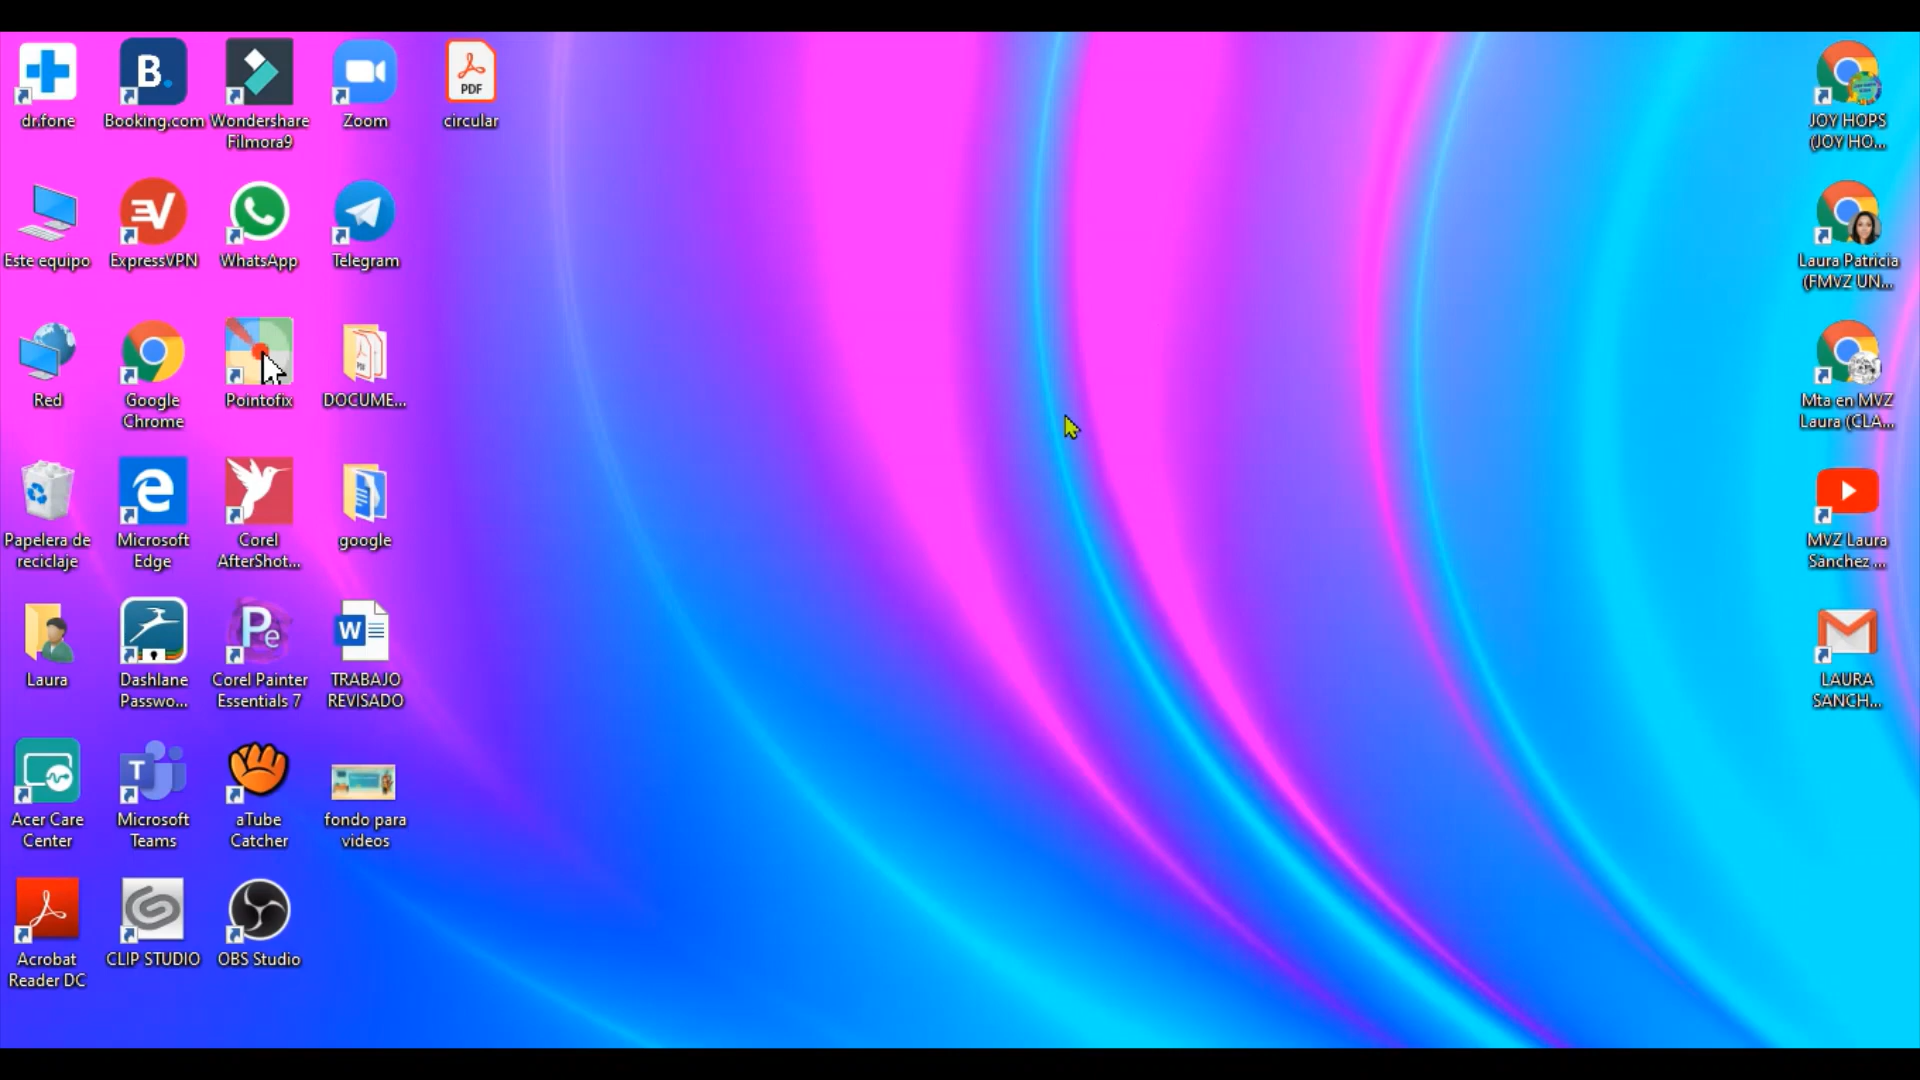 dr.fone
Booking.com
Wondershare
Filmora9
Zoom
circular
PDF
B.
Este equipo
ExpressVPN
WhatsApp
Telegram
Red
Google
Chrome
Pointofix
DOCUME...
Papelera de
reciclaje
Microsoft
Edge
Corel
AfterShot...
google
Laura
Dashlane
Passwo...
Corel Painter
Essentials 7
TRABAJO
REVISADO
Pe
W
Acer Care
Center
Microsoft
Teams
T
aTube
Catcher
fondo para
videos
Acrobat
Reader DC
CLIP STUDIO
OBS Studio
JOY HOPS
(JOY HO...
Laura Patricia
(FMVZ UN...
Mta en MVZ
Laura (CLA...
MVZ Laura
Sanchez ...
LAURA
SANCH...